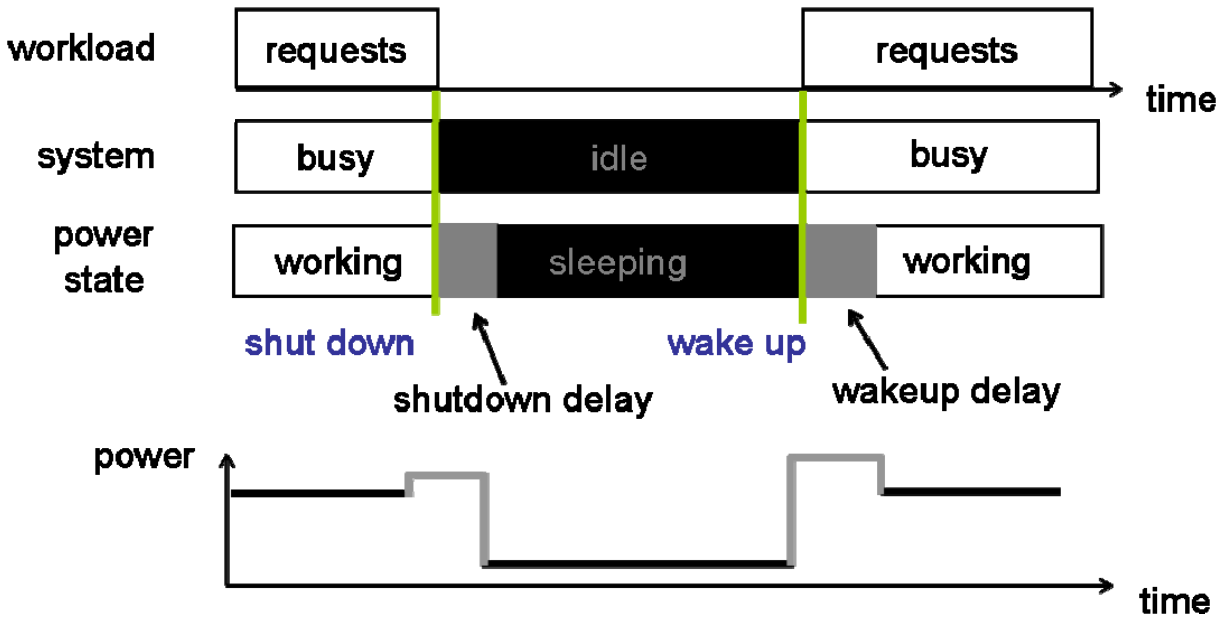 workload requests requests
time
system busy idle busy
power
state working sleeping working
shut down wake up
shutdown delay wakeup delay
power
time